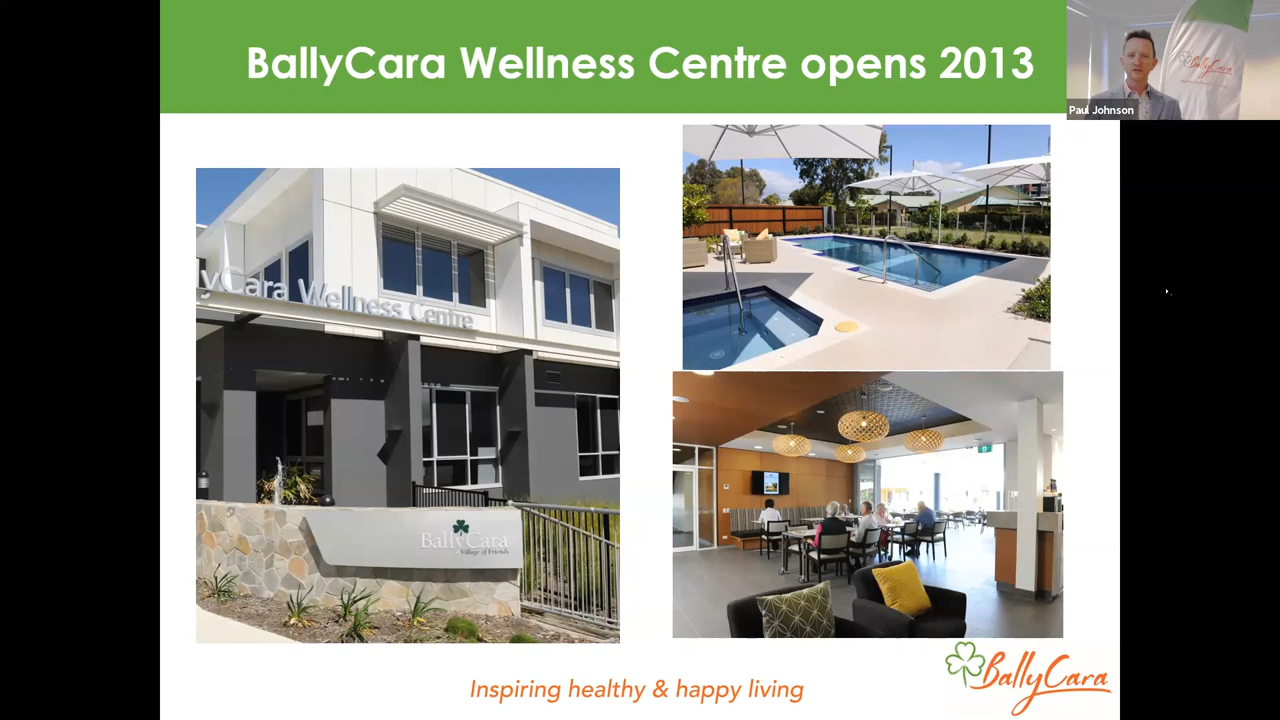 BallyCara Wellness Centre opens 2013
BallyCara
Paul Johnson
yCara Wellness Centre
BallyCara
Village of Friends
Inspiring healthy & happy living
BallyCara